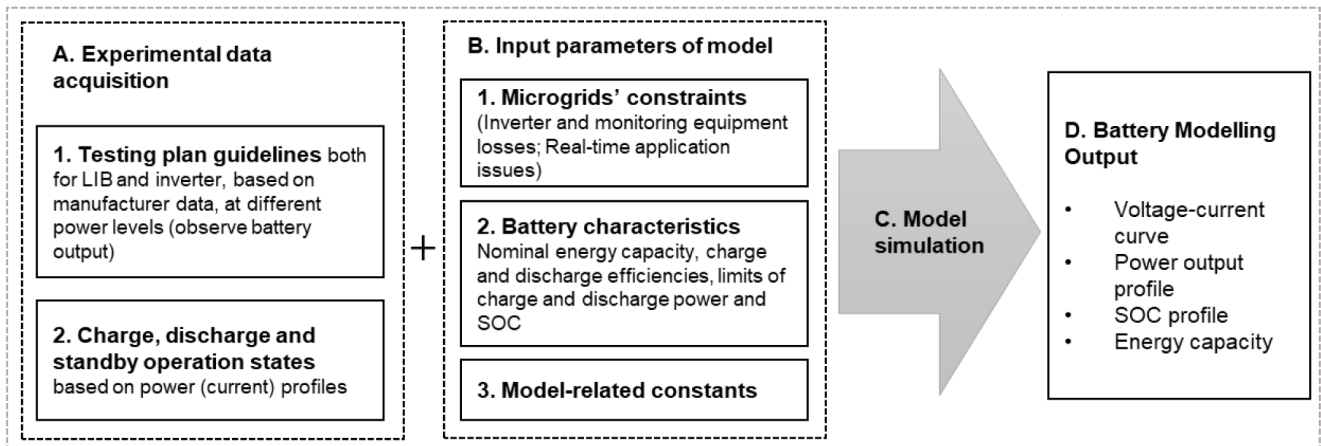 A. Experimental data
acquisition
1. Testing plan guidelines both
for LIB and inverter, based on
manufacturer data, at different
power levels (observe battery
output)
2. Charge, discharge and
standby operation states
based on power (current) profiles
+
B. Input parameters of model
1. Microgrids’ constraints
(Inverter and monitoring equipment
losses; Real-time application
issues)
2. Battery characteristics
Nominal energy capacity, charge
and discharge efficiencies, limits of
charge and discharge power and
SOC
3. Model-related constants
C. Model
simulation
D. Battery Modelling
Output
• Voltage-current
curve
• Power output
profile
• SOC profile
• Energy capacity